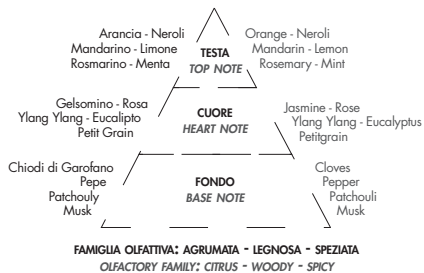 Arancia - Neroli
Mandarino - Limone
Rosmarino - Menta
TESTA
TOP NOTE
Orange - Neroli
Mandarin - Lemon
Rosemary - Mint
Gelsomino - Rosa
Ylang Ylang - Eucalipto
Petit Grain
CUORE
HEART NOTE
Jasmine - Rose
Ylang Ylang - Eucalyptus
Petitgrain
Chiodi di Garofano
Pepe
Patchouly
Musk
FONDO
BASE NOTE
Cloves
Pepper
Patchouli
Musk
FAMIGLIA OLFATTIVA: AGRUMATA - LEGNOSA - SPEZIATA
OLFACTORY FAMILY: CITRUS - WOODY - SPICY